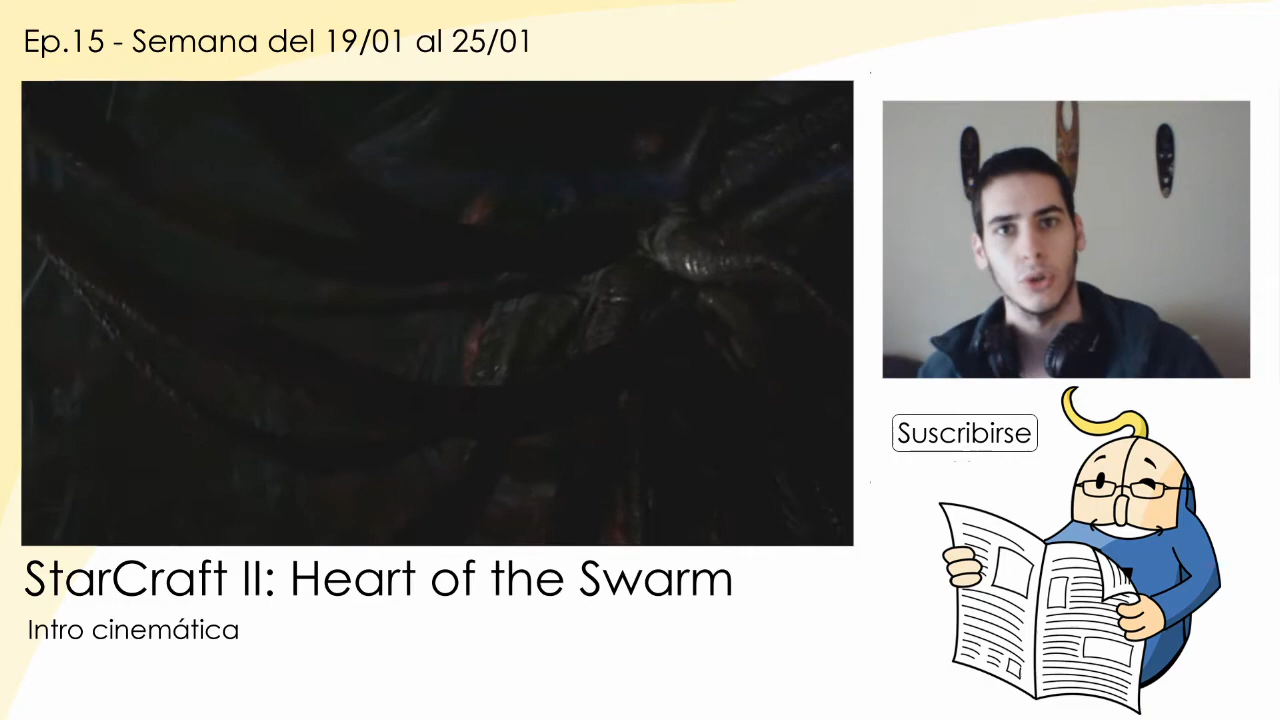 Ep.15 - Semana del 19/01 al 25/01
Suscribirse
StarCraft II: Heart of the Swarm
Intro cinemática